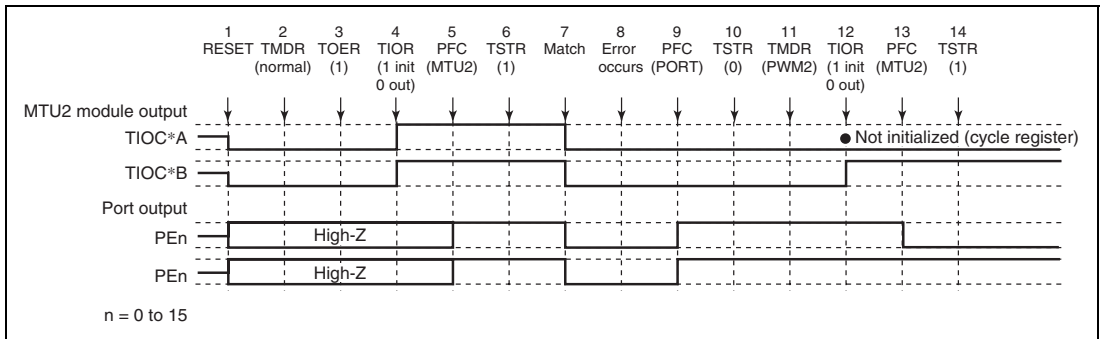 1 2 3 4 5 6 7 8 9 10 11 12 13 14
RESET TMDR TOER TIOR PFC TSTR Match Error PFC TSTR TMDR TIOR PFC TSTR
(normal) (1) (1 init (MTU2) (1) occurs (PORT) (0) (PWM2) (1 init (MTU2) (1)
0 out) 0 out)
MTU2 module output
TIOC*A ● Not initialized (cycle register)
TIOC*B
Port output
PEn High-Z
PEn High-Z
n = 0 to 15